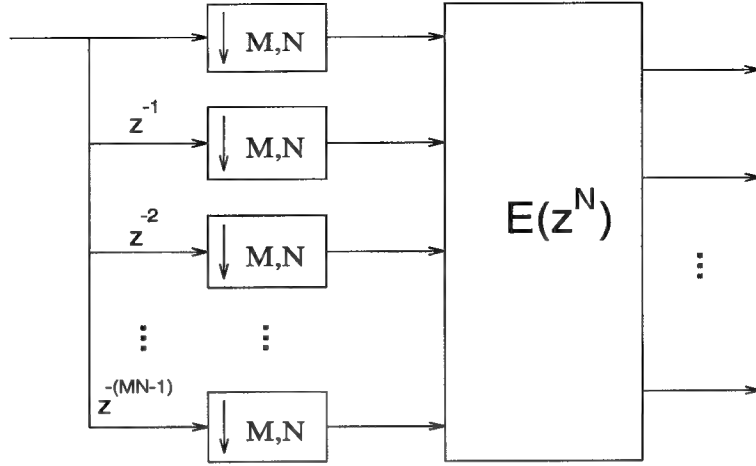 ↓ M,N
z^-1 ↓ M,N
z^-2 ↓ M,N
E(z^N)
⋮ ⋮ ⋮
z^-(MN-1) ↓ M,N